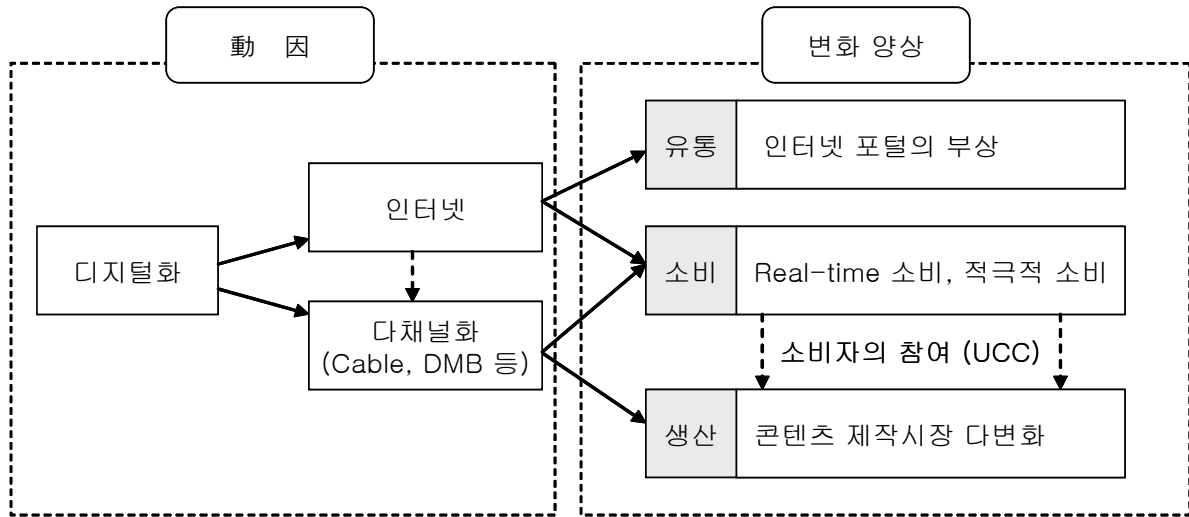 動 因
변화 양상
디지털화
인터넷
다채널화
(Cable, DMB 등)
유통
인터넷 포털의 부상
소비
Real-time 소비, 적극적 소비
소비자의 참여 (UCC)
생산
콘텐츠 제작시장 다변화